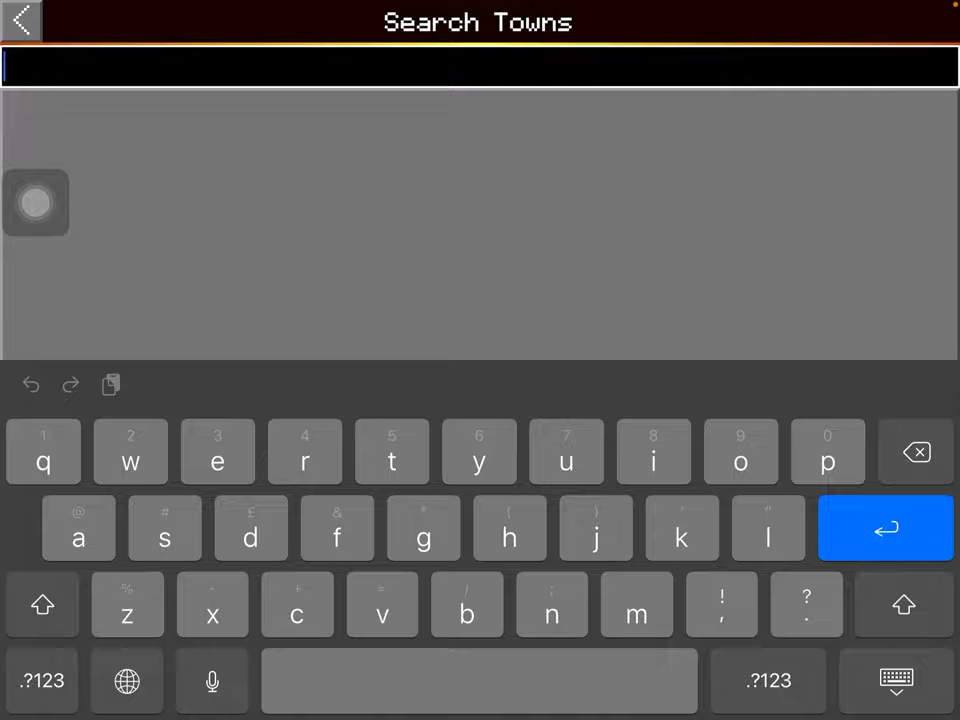 Search Towns
1 2 3 4 5 6 7 8 9 0
q w e r t y u i o p
@ # £ & * ( ) ' "
a s d f g h j k l
% - + = / ; ! ?
z x c v b n m , .
.?123 .?123